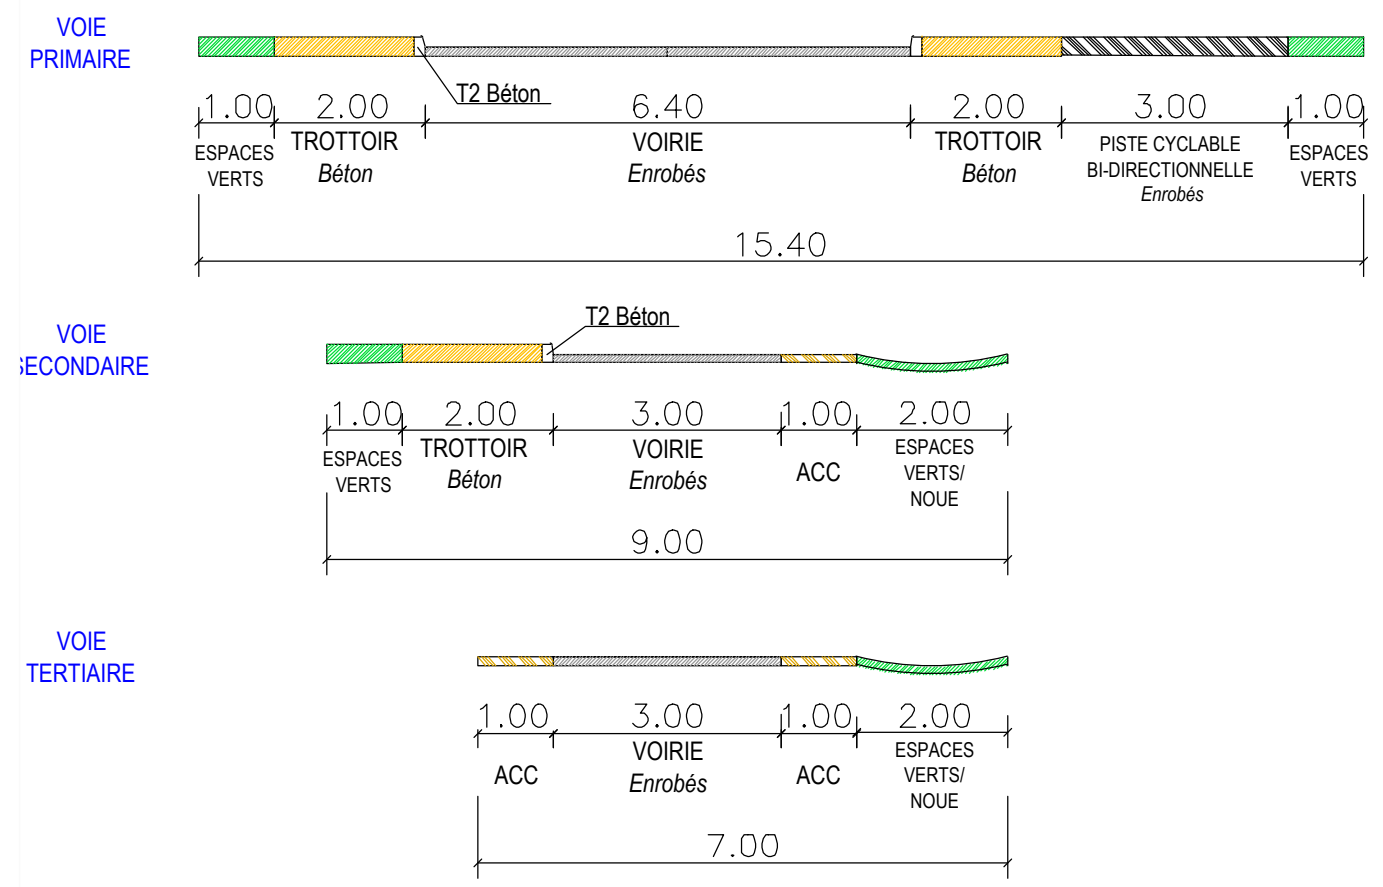 VOIE
PRIMAIRE
T2 Béton
1.00 2.00 6.40 2.00 3.00 1.00
ESPACES
VERTS
TROTTOIR
Béton
VOIRIE
Enrobés
TROTTOIR
Béton
PISTE CYCLABLE
BI-DIRECTIONNELLE
Enrobés
ESPACES
VERTS
15.40
VOIE
SECONDAIRE
T2 Béton
1.00 2.00 3.00 1.00 2.00
ESPACES
VERTS
TROTTOIR
Béton
VOIRIE
Enrobés
ACC
ESPACES
VERTS/
NOUE
9.00
VOIE
TERTIAIRE
1.00 3.00 1.00 2.00
ACC
VOIRIE
Enrobés
ACC
ESPACES
VERTS/
NOUE
7.00